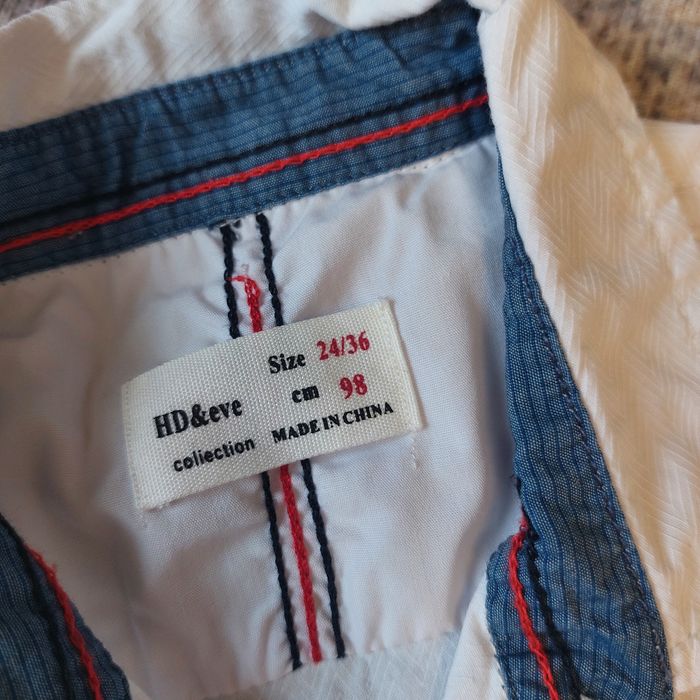 HD&eve
collection
Size 24/36
cm 98
MADE IN CHINA